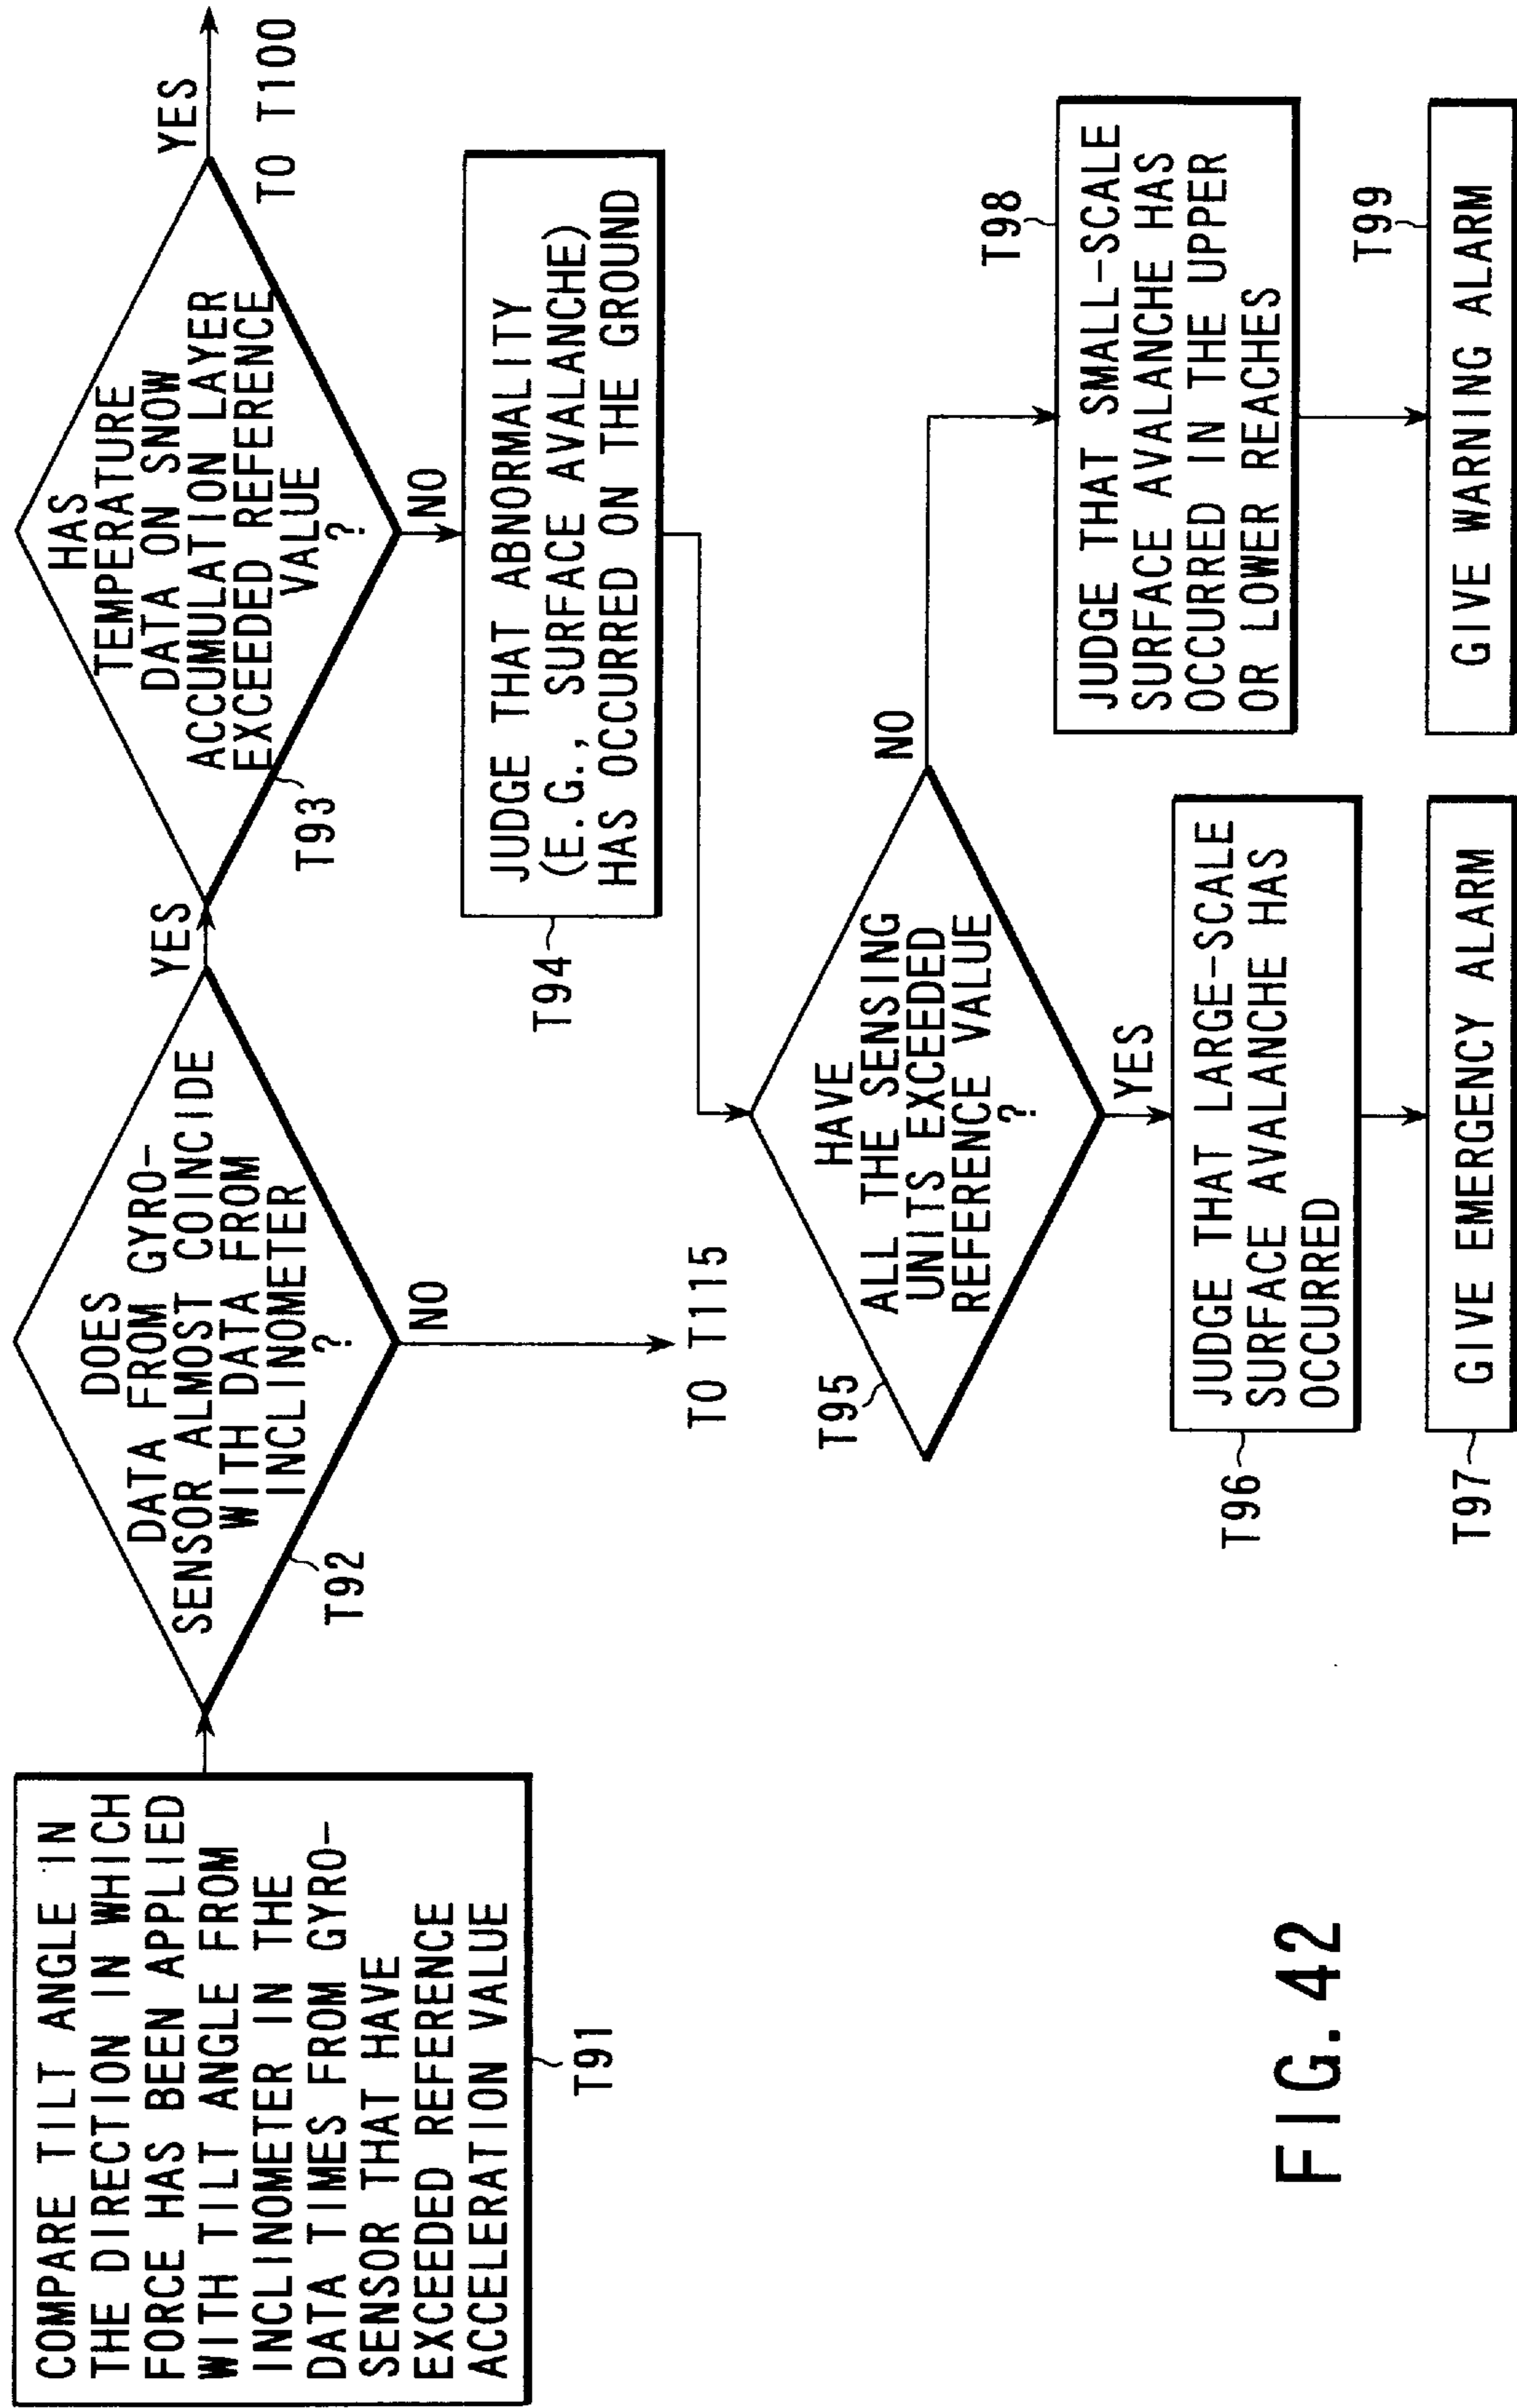 COMPARE TILT ANGLE IN
THE DIRECTION IN WHICH
FORCE HAS BEEN APPLIED
WITH TILT ANGLE FROM
INCLINOMETER IN THE
DATA TIMES FROM GYRO-
SENSOR THAT HAVE
EXCEEDED REFERENCE
ACCELERATION VALUE
T91
DOES
DATA FROM GYRO-
SENSOR ALMOST COINCIDE
WITH DATA FROM
INCLINOMETER
?
T92
YES
NO
TO T115
HAS
TEMPERATURE
DATA ON SNOW
ACCUMULATION LAYER
EXCEEDED REFERENCE
VALUE
?
T93
YES
TO T100
NO
JUDGE THAT ABNORMALITY
(E.G., SURFACE AVALANCHE)
HAS OCCURRED ON THE GROUND
T94
HAVE
ALL THE SENSING
UNITS EXCEEDED
REFERENCE VALUE
?
T95
YES
NO
JUDGE THAT LARGE-SCALE
SURFACE AVALANCHE HAS
OCCURRED
T96
GIVE EMERGENCY ALARM
T97
JUDGE THAT SMALL-SCALE
SURFACE AVALANCHE HAS
OCCURRED IN THE UPPER
OR LOWER REACHES
T98
GIVE WARNING ALARM
T99
FIG. 42